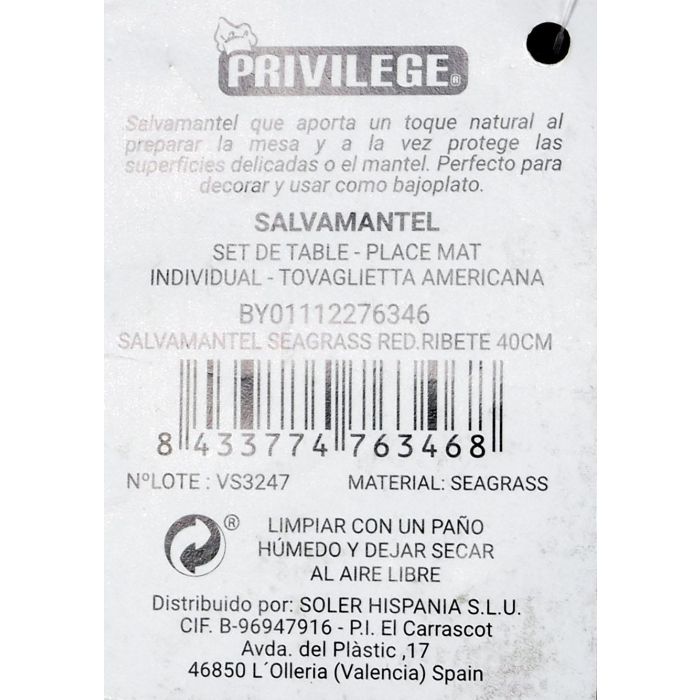 PRIVILEGE®
Salvamantel que aporta un toque natural al
preparar la mesa y a la vez protege las
superficies delicadas o el mantel. Perfecto para
decorar y usar como bajoplato.
SALVAMANTEL
SET DE TABLE - PLACE MAT
INDIVIDUAL - TOVAGLIETTA AMERICANA
BY01112276346
SALVAMANTEL SEAGRASS RED.RIBETE 40CM
8 433774 763468
NºLOTE : VS3247 MATERIAL: SEAGRASS
® LIMPIAR CON UN PAÑO
HÚMEDO Y DEJAR SECAR
AL AIRE LIBRE
Distribuido por: SOLER HISPANIA S.L.U.
CIF. B-96947916 - P.I. El Carrascot
Avda. del Plàstic ,17
46850 L´Olleria (Valencia) Spain